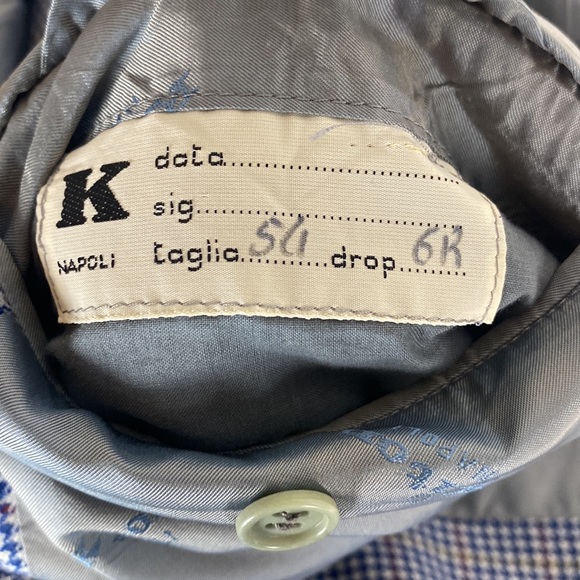 K
NAPOLI
data
sig
taglia 54 drop 6R